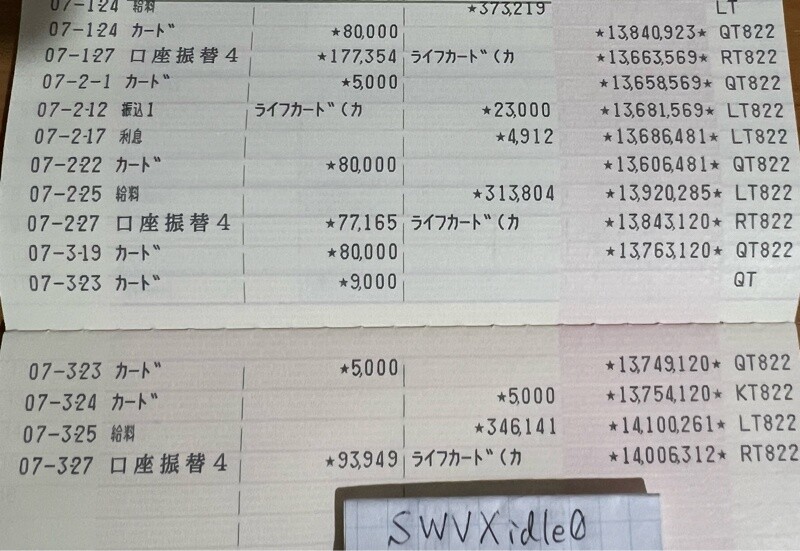 07-1-24 給料 ★373,219 LT
07-1-24 カード ★80,000 ★13,840,923★ QT822
07-1-27 口座振替4 ★177,354 ライフカード(カ ★13,663,569★ RT822
07-2-1 カード ★5,000 ★13,658,569★ QT822
07-2-12 振込1 ライフカード(カ ★23,000 ★13,681,569★ LT822
07-2-17 利息 ★4,912 ★13,686,481★ LT822
07-2-22 カード ★80,000 ★13,606,481★ QT822
07-2-25 給料 ★313,804 ★13,920,285★ LT822
07-2-27 口座振替4 ★77,165 ライフカード(カ ★13,843,120★ RT822
07-3-19 カード ★80,000 ★13,763,120★ QT822
07-3-23 カード ★9,000 QT
07-3-23 カード ★5,000 ★13,749,120★ QT822
07-3-24 カード ★5,000 ★13,754,120★ KT822
07-3-25 給料 ★346,141 ★14,100,261★ LT822
07-3-27 口座振替4 ★93,949 ライフカード(カ ★14,006,312★ RT822
SWVXidle0